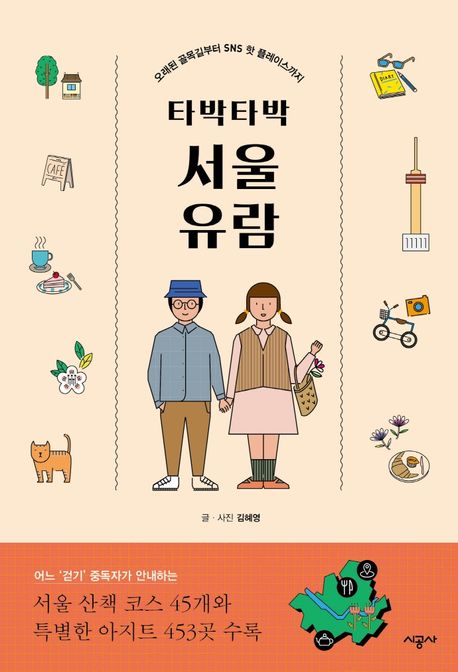 오래된 골목길부터 SNS 핫 플레이스까지
타박타박
서울
유람
CAFE
글·사진 김혜영
어느 '걷기' 중독자가 안내하는
서울 산책 코스 45개와
특별한 아지트 453곳 수록
시공사